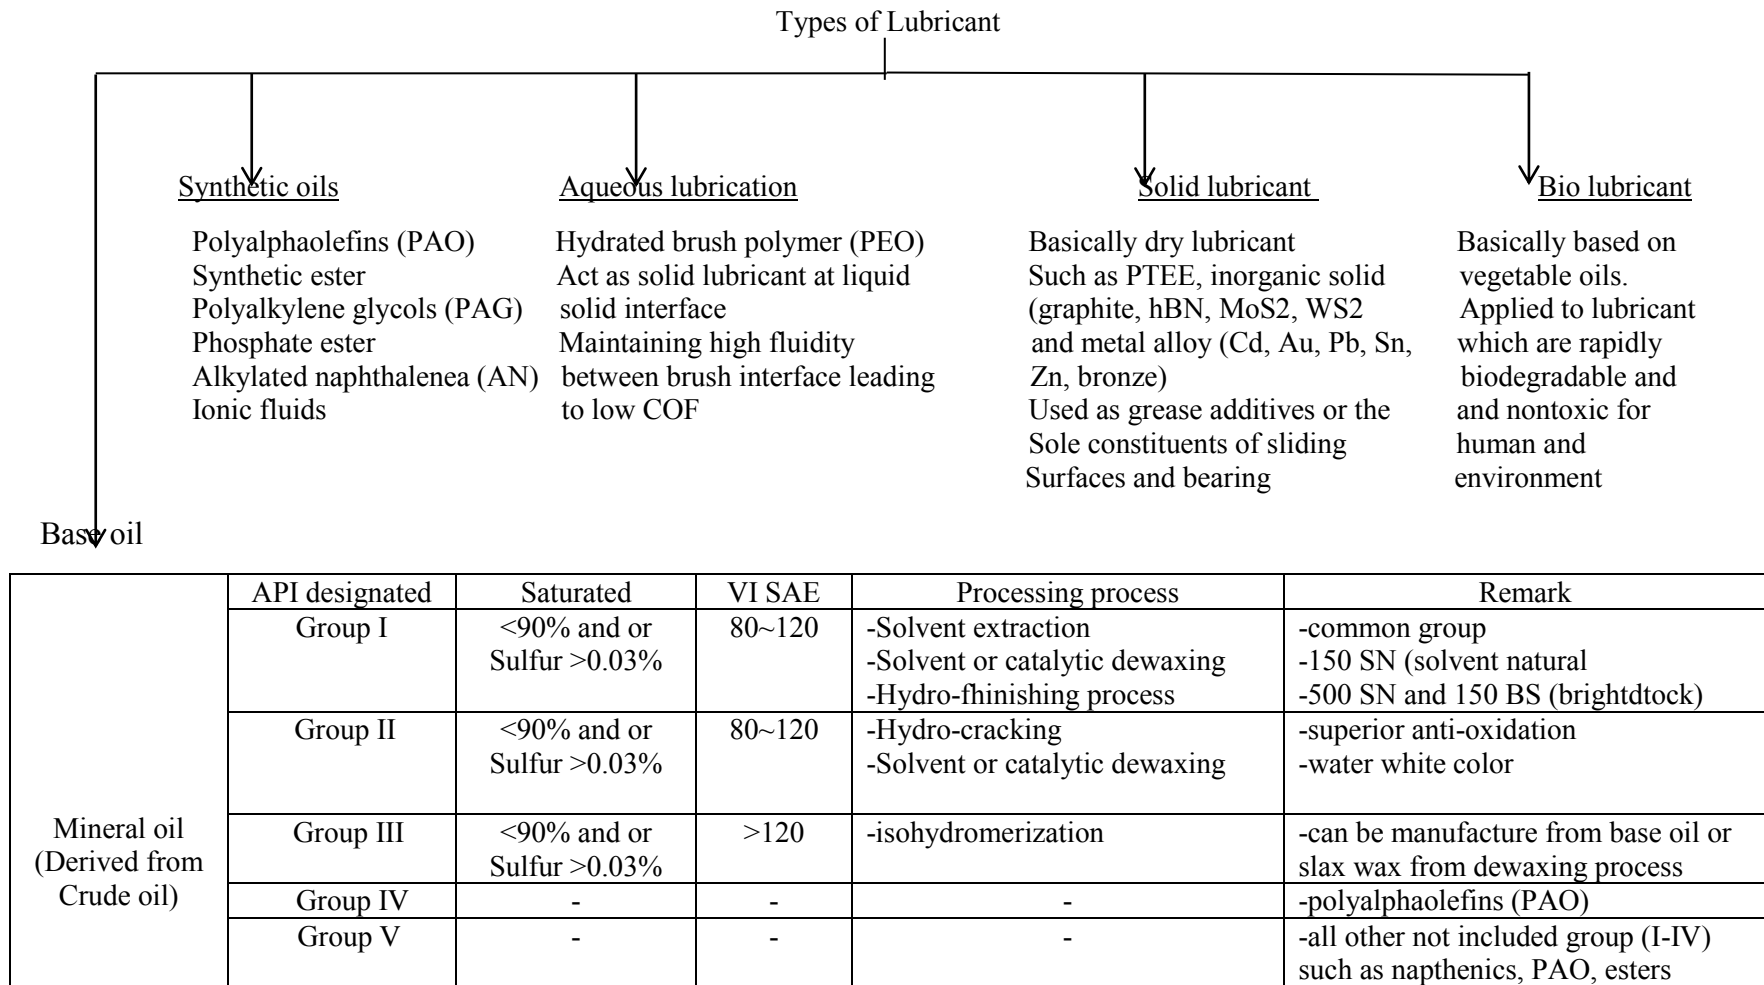 Types of Lubricant
Synthetic oils
Polyalphaolefins (PAO)
Synthetic ester
Polyalkylene glycols (PAG)
Phosphate ester
Alkylated naphthalenea (AN)
Ionic fluids
Aqueous lubrication
Hydrated brush polymer (PEO)
Act as solid lubricant at liquid
solid interface
Maintaining high fluidity
between brush interface leading
to low COF
Solid lubricant
Basically dry lubricant
Such as PTEE, inorganic solid
(graphite, hBN, MoS2, WS2
and metal alloy (Cd, Au, Pb, Sn,
Zn, bronze)
Used as grease additives or the
Sole constituents of sliding
Surfaces and bearing
Bio lubricant
Basically based on
vegetable oils.
Applied to lubricant
which are rapidly
biodegradable and
and nontoxic for
human and
environment
Base oil
API designated
Saturated
VI SAE
Processing process
Remark
Mineral oil
(Derived from
Crude oil)
Group I
<90% and or
Sulfur >0.03%
80~120
-Solvent extraction
-Solvent or catalytic dewaxing
-Hydro-fhinishing process
-common group
-150 SN (solvent natural
-500 SN and 150 BS (brightdtock)
Group II
<90% and or
Sulfur >0.03%
80~120
-Hydro-cracking
-Solvent or catalytic dewaxing
-superior anti-oxidation
-water white color
Group III
<90% and or
Sulfur >0.03%
>120
-isohydromerization
-can be manufacture from base oil or
slax wax from dewaxing process
Group IV
-
-
-
-polyalphaolefins (PAO)
Group V
-
-
-
-all other not included group (I-IV)
such as napthenics, PAO, esters